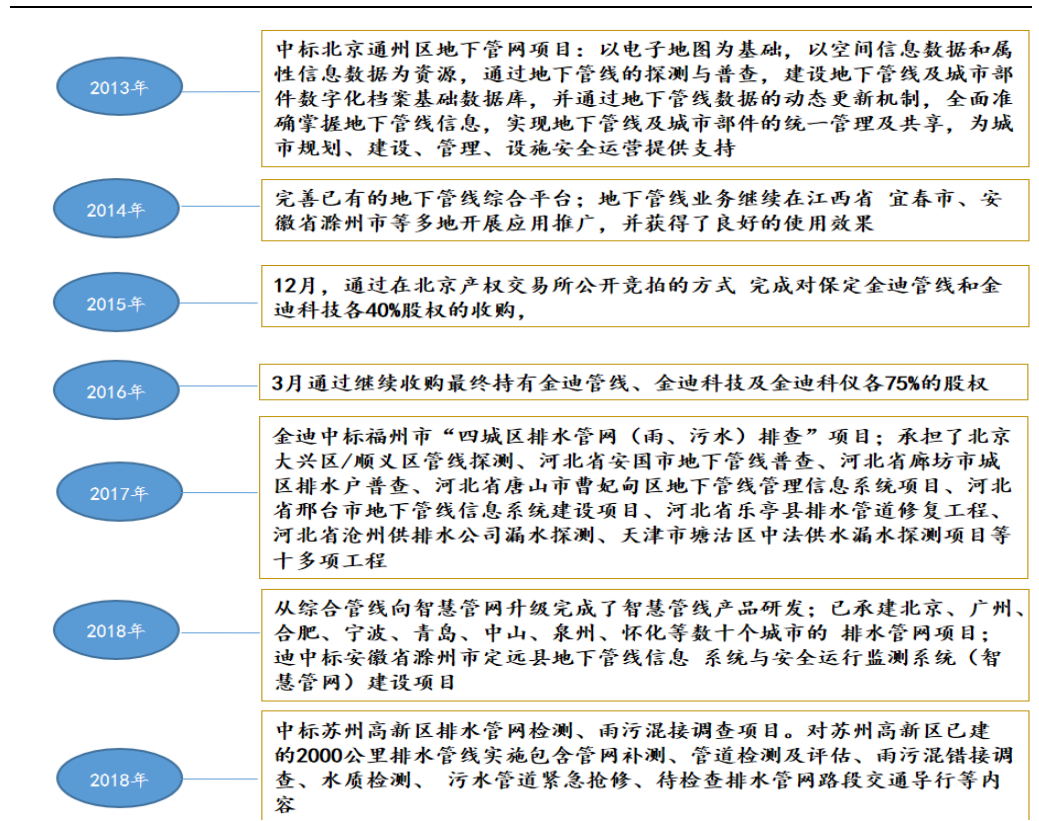 2013年
中标北京通州区地下管网项目：以电子地图为基础，以空间信息数据和属
性信息数据为资源，通过地下管线的探测与普查，建设地下管线及城市部
件数字化档案基础数据库，并通过地下管线数据的动态更新机制，全面准
确掌握地下管线信息，实现地下管线及城市部件的统一管理及共享，为城
市规划、建设、管理、设施安全运营提供支持
2014年
完善已有的地下管线综合平台；地下管线业务继续在江西省 宜春市、安
徽省滁州市等多地开展应用推广，并获得了良好的使用效果
2015年
12月，通过在北京产权交易所公开竞拍的方式 完成对保定金迪管线和金
迪科技各40%股权的收购，
2016年
3月通过继续收购最终持有金迪管线、金迪科技及金迪科仪各75%的股权
2017年
金迪中标福州市“四城区排水管网（雨、污水）排查”项目；承担了北京
大兴区/顺义区管线探测、河北省安国市地下管线普查、河北省廊坊市城
区排水户普查、河北省唐山市曹妃甸区地下管线管理信息系统项目、河北
省邢台市地下管线信息系统建设项目、河北省乐亭县排水管道修复工程、
河北省沧州供排水公司漏水探测、天津市塘沽区中法供水漏水探测项目等
十多项工程
2018年
从综合管线向智慧管网升级完成了智慧管线产品研发；已承建北京、广州、
合肥、宁波、青岛、中山、泉州、怀化等数十个城市的 排水管网项目；
迪中标安徽省滁州市定远县地下管线信息 系统与安全运行监测系统（智
慧管网）建设项目
2018年
中标苏州高新区排水管网检测、雨污混接调查项目。对苏州高新区已建
的2000公里排水管线实施包含管网补测、管道检测及评估、雨污混错接调
查、水质检测、 污水管道紧急抢修、待检查排水管网路段交通导行等内
容